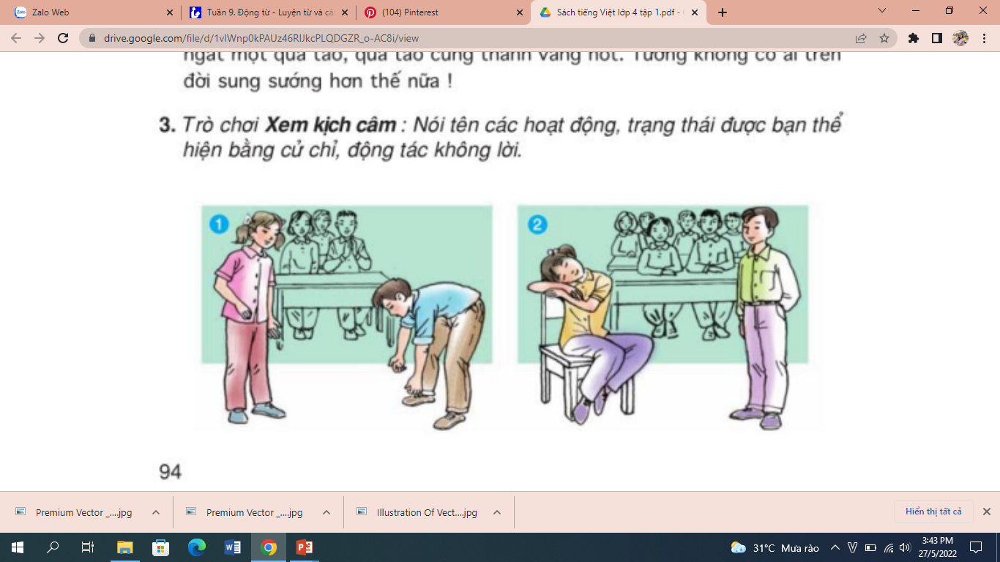 Zalo Web
Tuần 9. Động từ - Luyện từ và câu
(104) Pinterest
Sách tiếng Việt lớp 4 tập 1.pdf -
drive.google.com/file/d/1vlWnp0kPAUz46RlJkcPLQDGZR_o-AC8i/view
ngắt một quả táo, quả táo cũng thành vàng nốt. Tưởng không có ai trên
đời sung sướng hơn thế nữa !
3. Trò chơi Xem kịch câm : Nói tên các hoạt động, trạng thái được bạn thể
hiện bằng cử chỉ, động tác không lời.
1
2
94
Premium Vector _....jpg
Premium Vector _....jpg
Illustration Of Vect....jpg
Hiển thị tất cả
31°C Mưa rào
3:43 PM
27/5/2022